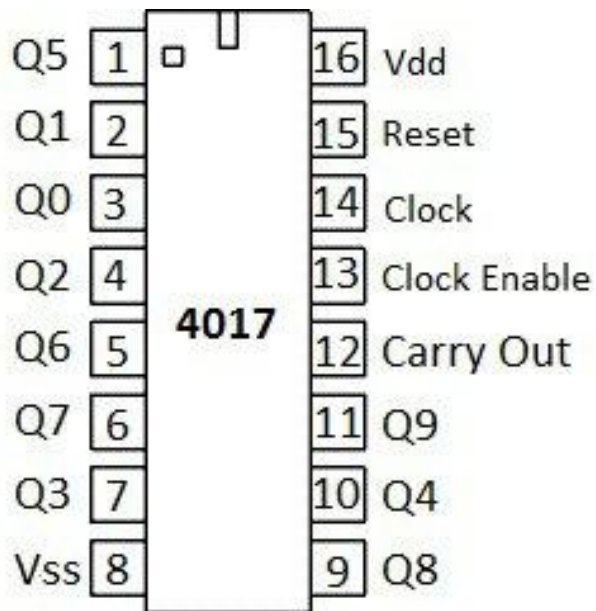 Q5 1 16 Vdd
Q1 2 15 Reset
Q0 3 14 Clock
Q2 4 13 Clock Enable
4017
Q6 5 12 Carry Out
Q7 6 11 Q9
Q3 7 10 Q4
Vss 8 9 Q8